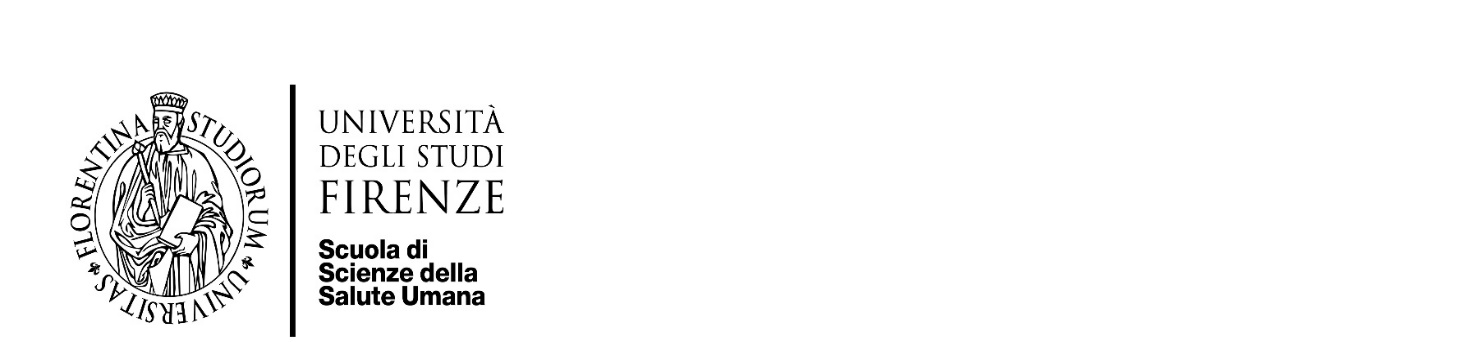 FLORENTINA STUDIORUM UNIVERSITAS
UNIVERSITÀ
DEGLI STUDI
FIRENZE
Scuola di
Scienze della
Salute Umana